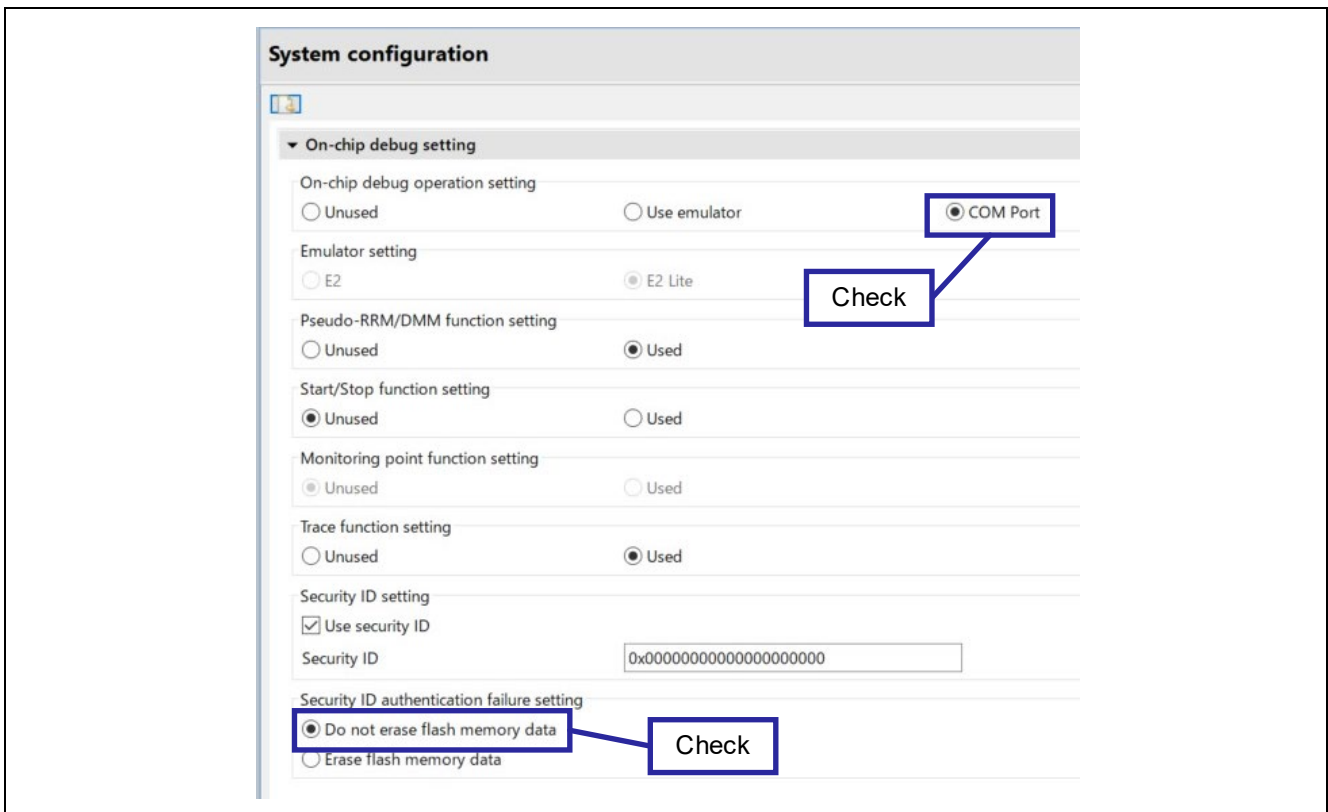 System configuration
On-chip debug setting
On-chip debug operation setting
Unused Use emulator COM Port
Emulator setting
E2 E2 Lite
Check
Pseudo-RRM/DMM function setting
Unused Used
Start/Stop function setting
Unused Used
Monitoring point function setting
Unused Used
Trace function setting
Unused Used
Security ID setting
Use security ID
Security ID 0x00000000000000000000
Security ID authentication failure setting
Do not erase flash memory data
Check
Erase flash memory data